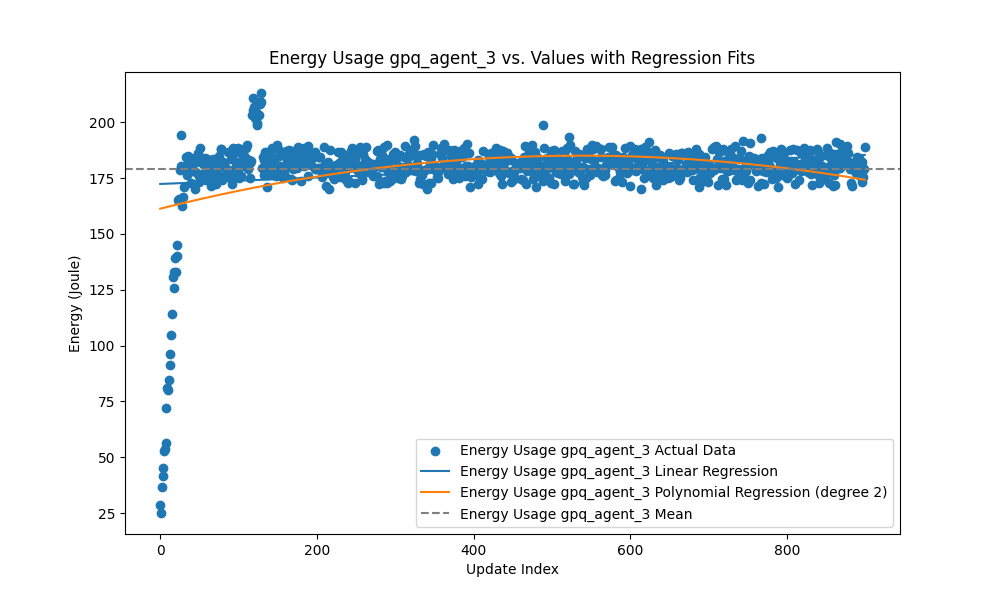 Energy Usage gpq_agent_3 vs. Values with Regression Fits
Energy (Joule)
200
175
150
125
100
75
50
25
Energy Usage gpq_agent_3 Actual Data
Energy Usage gpq_agent_3 Linear Regression
Energy Usage gpq_agent_3 Polynomial Regression (degree 2)
Energy Usage gpq_agent_3 Mean
0 200 400 600 800
Update Index